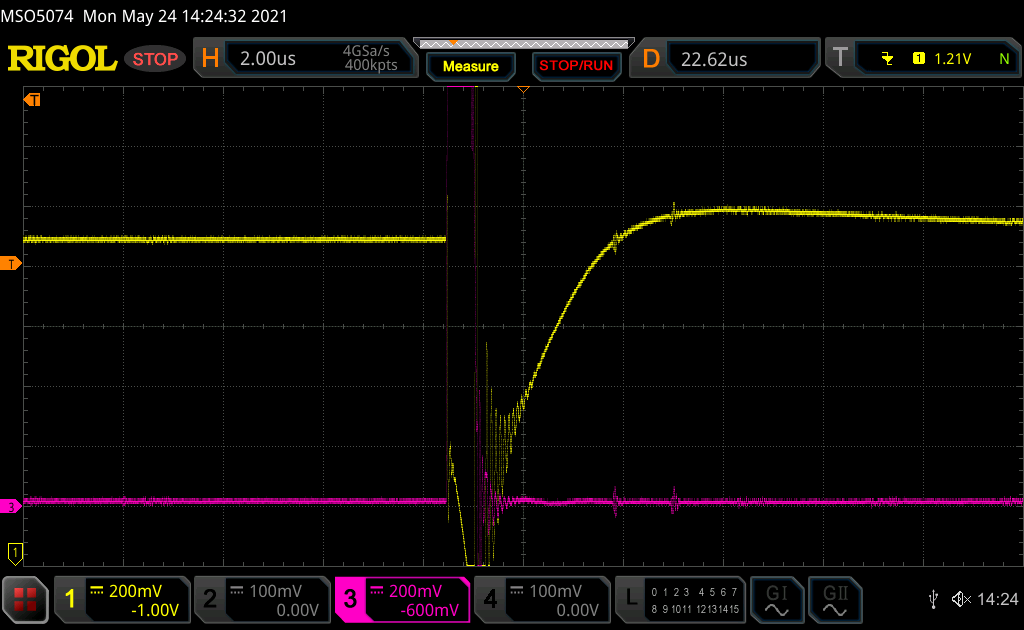 MSO5074 Mon May 24 14:24:32 2021
RIGOL STOP H 2.00us 4GSa/s 400kpts Measure STOP/RUN D 22.62us T 1 1.21V N
T
T
3
1
1 200mV -1.00V 2 100mV 0.00V 3 200mV -600mV 4 100mV 0.00V L 0 1 2 3 4 5 6 7 8 9 10 11 12 13 14 15 GI GII 14:24